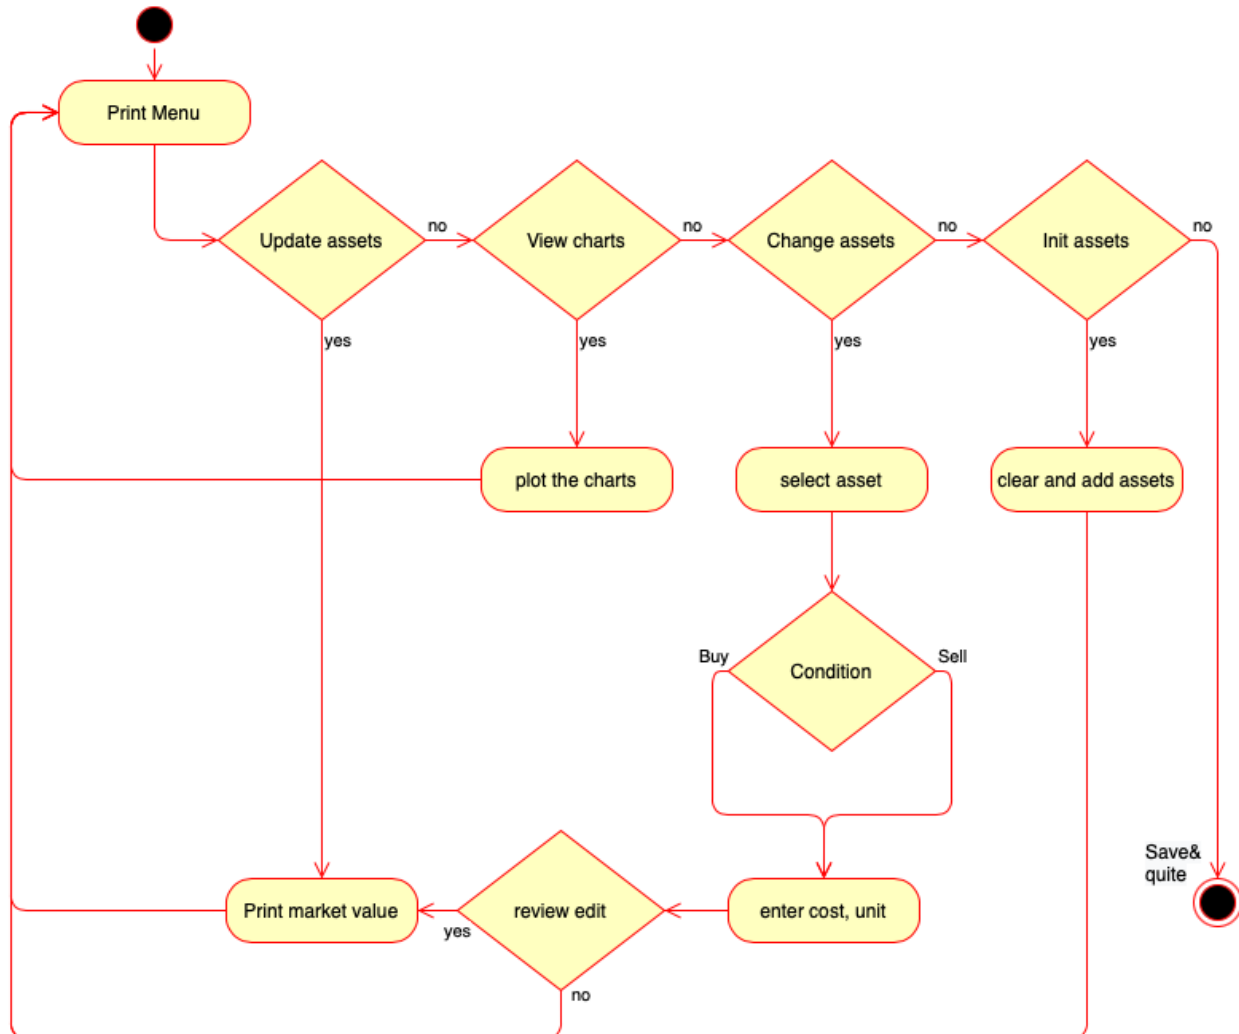 Print Menu
Update assets
no
View charts
no
Change assets
no
Init assets
no
yes
yes
yes
yes
plot the charts
select asset
clear and add assets
Buy
Condition
Sell
Save&
quite
Print market value
yes
review edit
enter cost, unit
no